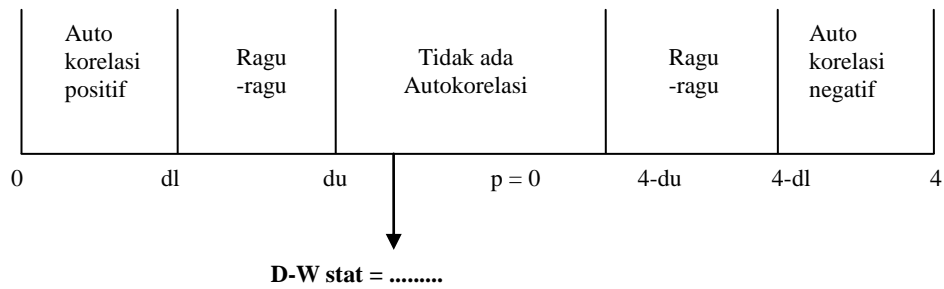 Auto
korelasi
positif
Ragu
-ragu
Tidak ada
Autokorelasi
Ragu
-ragu
Auto
korelasi
negatif
0 dl du p = 0 4-du 4-dl 4
D-W stat = .........